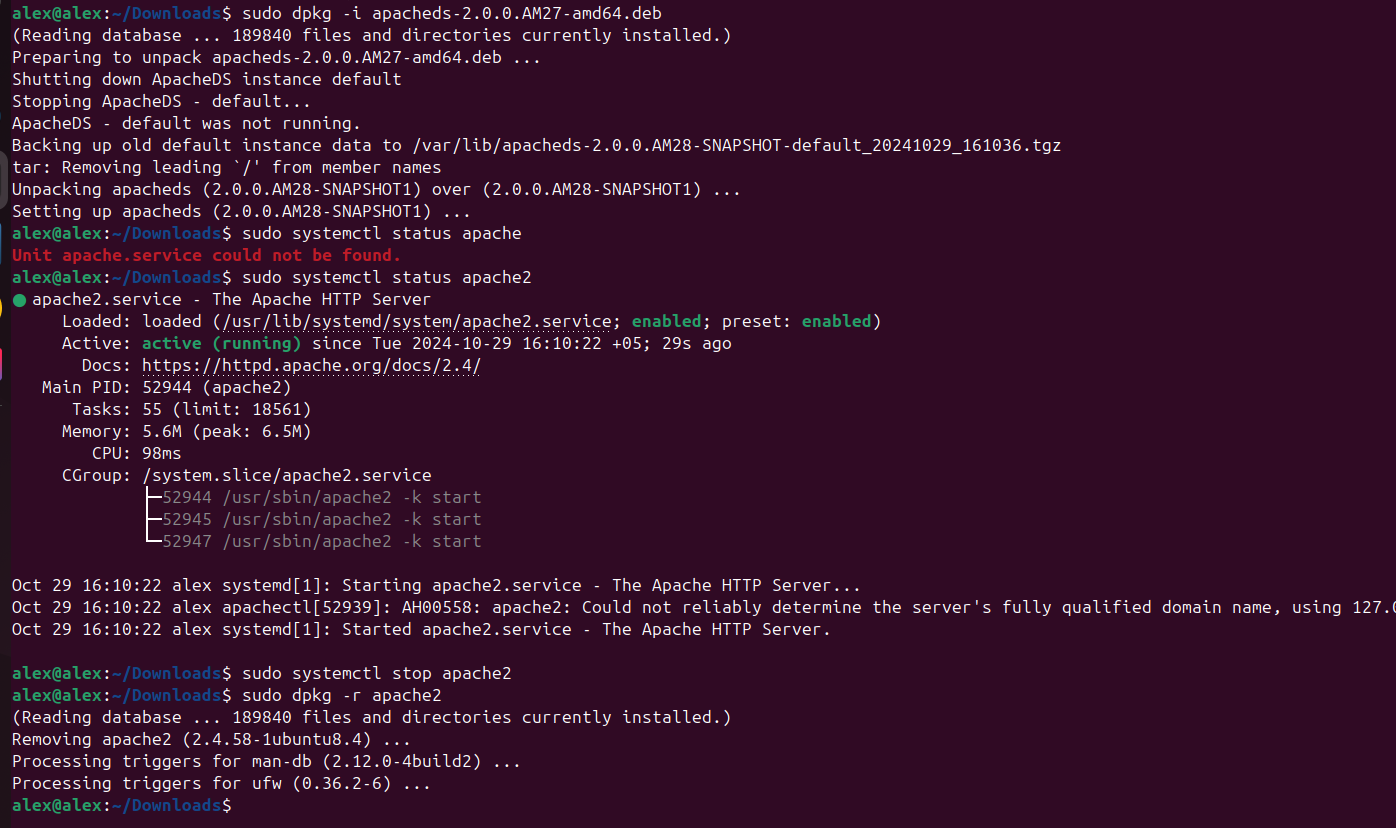 alex@alex:~/Downloads$ sudo dpkg -i apacheds-2.0.0.AM27-amd64.deb
(Reading database ... 189840 files and directories currently installed.)
Preparing to unpack apacheds-2.0.0.AM27-amd64.deb ...
Shutting down ApacheDS instance default
Stopping ApacheDS - default...
ApacheDS - default was not running.
Backing up old default instance data to /var/lib/apacheds-2.0.0.AM28-SNAPSHOT-default_20241029_161036.tgz
tar: Removing leading `/' from member names
Unpacking apacheds (2.0.0.AM28-SNAPSHOT1) over (2.0.0.AM28-SNAPSHOT1) ...
Setting up apacheds (2.0.0.AM28-SNAPSHOT1) ...
alex@alex:~/Downloads$ sudo systemctl status apache
Unit apache.service could not be found.
alex@alex:~/Downloads$ sudo systemctl status apache2
● apache2.service - The Apache HTTP Server
     Loaded: loaded (/usr/lib/systemd/system/apache2.service; enabled; preset: enabled)
     Active: active (running) since Tue 2024-10-29 16:10:22 +05; 29s ago
       Docs: https://httpd.apache.org/docs/2.4/
   Main PID: 52944 (apache2)
      Tasks: 55 (limit: 18561)
     Memory: 5.6M (peak: 6.5M)
        CPU: 98ms
     CGroup: /system.slice/apache2.service
             ├─52944 /usr/sbin/apache2 -k start
             ├─52945 /usr/sbin/apache2 -k start
             └─52947 /usr/sbin/apache2 -k start
Oct 29 16:10:22 alex systemd[1]: Starting apache2.service - The Apache HTTP Server...
Oct 29 16:10:22 alex apachectl[52939]: AH00558: apache2: Could not reliably determine the server's fully qualified domain name, using 127.0
Oct 29 16:10:22 alex systemd[1]: Started apache2.service - The Apache HTTP Server.
alex@alex:~/Downloads$ sudo systemctl stop apache2
alex@alex:~/Downloads$ sudo dpkg -r apache2
(Reading database ... 189840 files and directories currently installed.)
Removing apache2 (2.4.58-1ubuntu8.4) ...
Processing triggers for man-db (2.12.0-4build2) ...
Processing triggers for ufw (0.36.2-6) ...
alex@alex:~/Downloads$